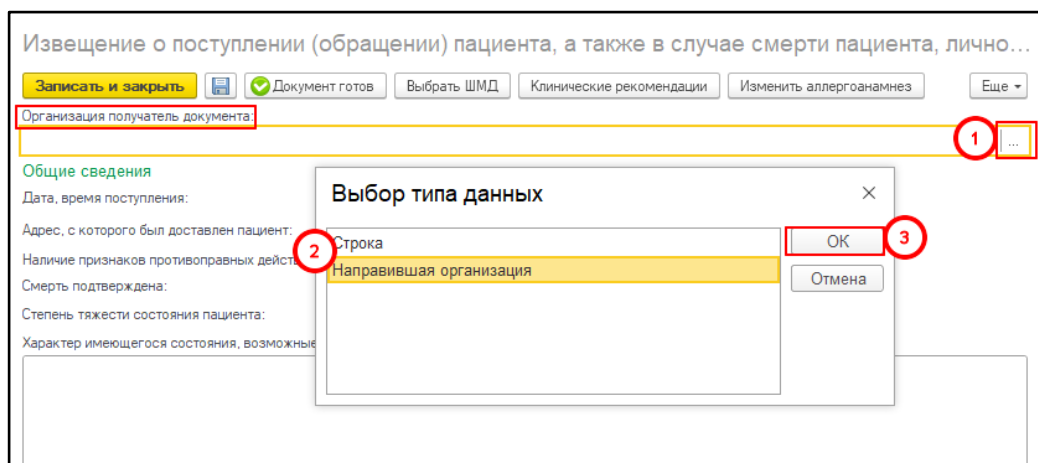 Извещение о поступлении (обращении) пациента, а также в случае смерти пациента, лично...
Записать и закрыть Документ готов Выбрать ШМД Клинические рекомендации Изменить аллергоанамнез Еще
Организация получатель документа:
1 ...
Общие сведения
Выбор типа данных
Дата, время поступления:
Адрес, с которого был доставлен пациент:
2 Строка ОК 3
Наличие признаков противоправных действ
Направившая организация Отмена
Смерть подтверждена:
Степень тяжести состояния пациента:
Характер имеющегося состояния, возможные